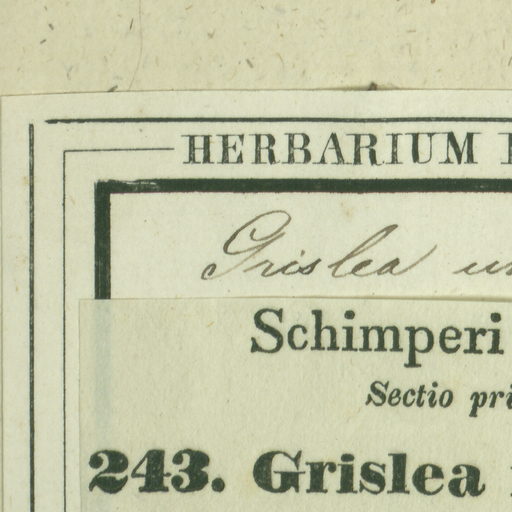 HERBARIUM
Grislea
Schimperi
Sectio
243. Grislea